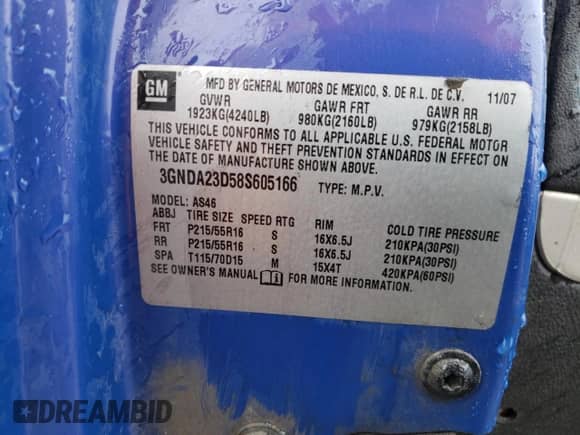 GM
MFD BY GENERAL MOTORS DE MEXICO, S. DE R.L. DE C.V. 11/07
GVWR GAWR FRT GAWR RR
1923KG(4240LB) 980KG(2160LB) 979KG(2158LB)
THIS VEHICLE CONFORMS TO ALL APPLICABLE U.S. FEDERAL MOTOR
VEHICLE SAFETY AND THEFT PREVENTION STANDARDS IN EFFECT ON
THE DATE OF MANUFACTURE SHOWN ABOVE.
3GNDA23D58S605166 TYPE: M.P.V.
MODEL: AS46
ABBJ TIRE SIZE SPEED RTG RIM COLD TIRE PRESSURE
FRT P215/55R16 S 16X6.5J 210KPA(30PSI)
RR P215/55R16 S 16X6.5J 210KPA(30PSI)
SPA T115/70D15 M 15X4T 420KPA(60PSI)
SEE OWNER'S MANUAL FOR MORE INFORMATION.
DREAMBID